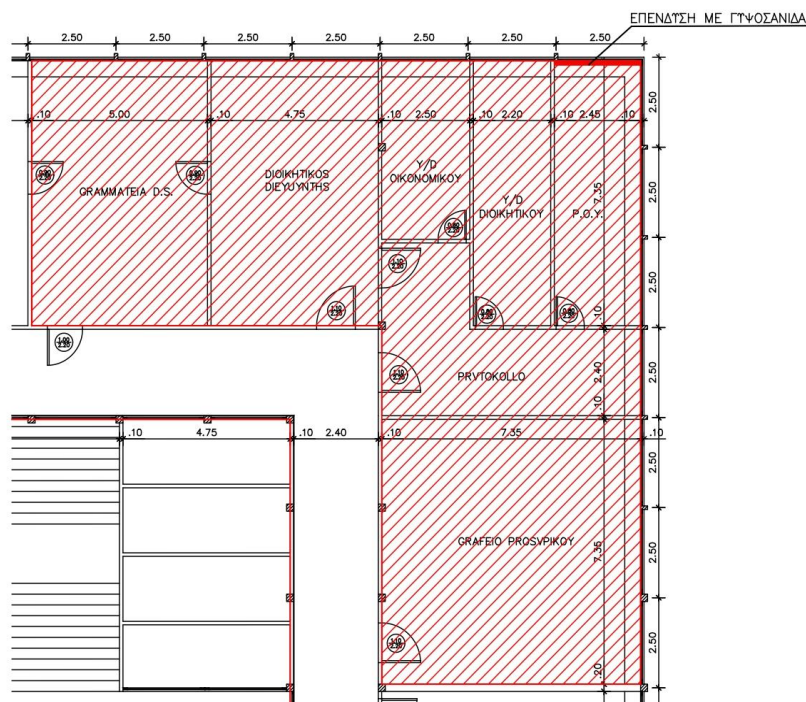 ΕΠΕΝΔΥΣΗ ΜΕ ΓΥΨΟΣΑΝΙΔΑ
2.50 2.50 2.50 2.50 2.50 2.50 2.50
.10 5.00 .10 4.75 .10 2.50 .10 2.20 .10 2.45 .10
2.50
2.50
2.50
2.50
2.50
2.50
2.50
GRAMMATEIA D.S.
DIOIKHTIKOS
DIEYUYNTHS
Y/D
OIKONOMIKOY
Y/D
DIOIKHTIKOY
P.O.Y.
7.35
.10
2.40
.10
PRVTOKOLLO
.10 4.75 .10 2.40 .10 7.35 .10
GRAFEIO PROSVPIKOY
7.35
.20